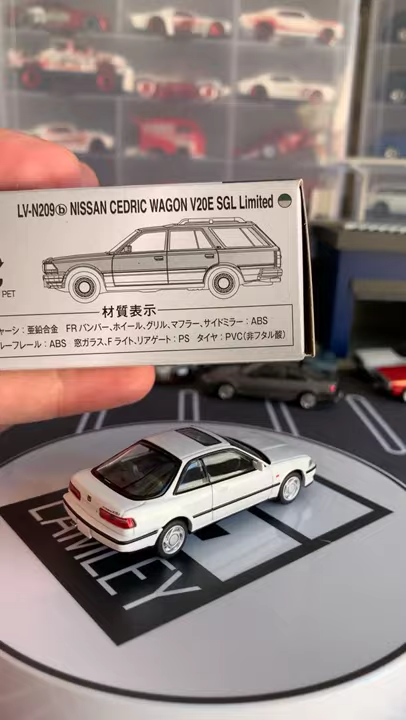 LV-N209ⓑ NISSAN CEDRIC WAGON V20E SGL Limited
PET
材質表示
ャーシ：亜鉛合金 FRバンパー、ホイール、グリル、マフラー、サイドミラー：ABS
ルーフレール：ABS 窓ガラス、Fライト、リアゲート：PS タイヤ：PVC（非フタル酸）
LAMLEY